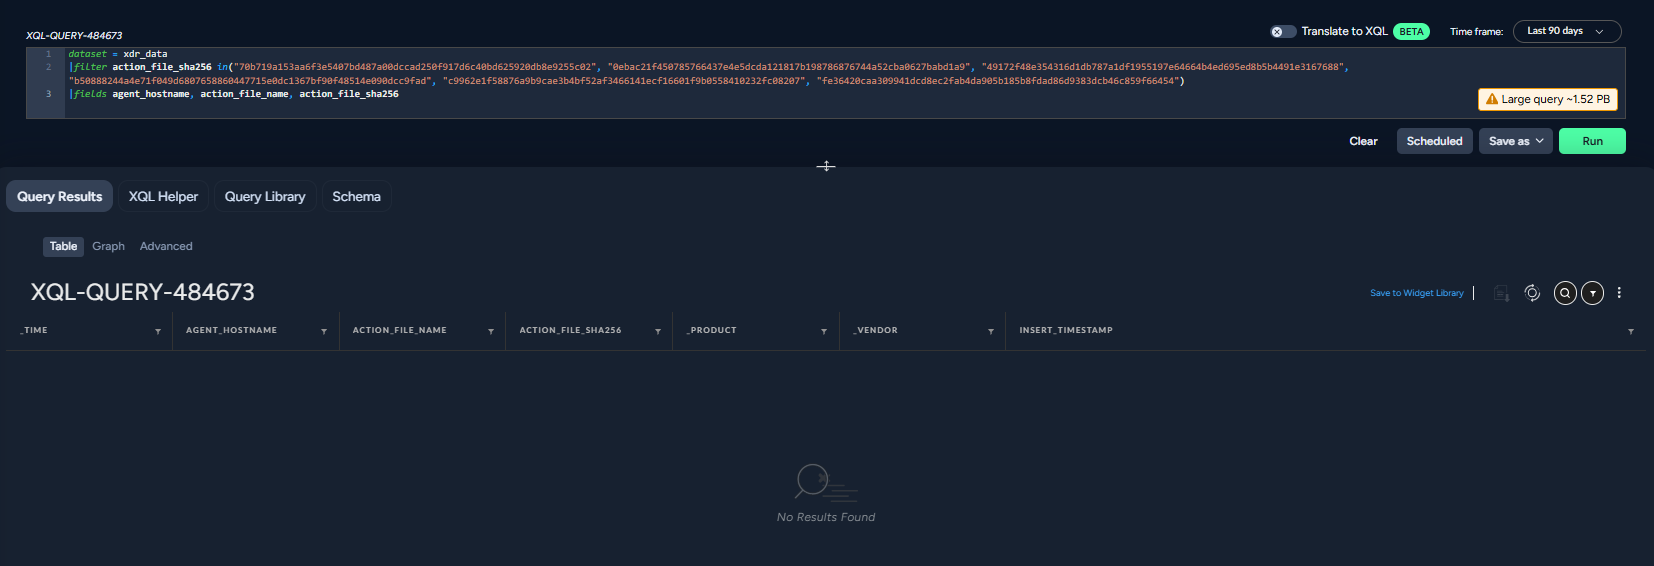 XQL-QUERY-484673
Translate to XQL BETA Time frame: Last 90 days
1 dataset = xdr_data
2 |filter action_file_sha256 in("70b719a153aa6f3e5407bd487a00dccad250f917d6c40bd625920db8e9255c02", "0ebac21f450785766437e4e5dcda121817b198786876744a52cba0627babd1a9", "49172f48e354316d1db787a1df1955197e64664b4ed695ed8b5b4491e3167688",
"b50888244a4e71f049d6807658860447715e0dc1367bf90f48514e090dcc9fad", "c9962e1f58876a9b9cae3b4bf52af3466141ecf16601f9b0558410232fc08207", "fe36420caa309941dcd8ec2fab4da905b185b8fdad86d9383dcb46c859f66454")
3 |fields agent_hostname, action_file_name, action_file_sha256
Large query ~1.52 PB
Clear Scheduled Save as Run
Query Results XQL Helper Query Library Schema
Table Graph Advanced
XQL-QUERY-484673
Save to Widget Library
_TIME AGENT_HOSTNAME ACTION_FILE_NAME ACTION_FILE_SHA256 _PRODUCT _VENDOR INSERT_TIMESTAMP
No Results Found